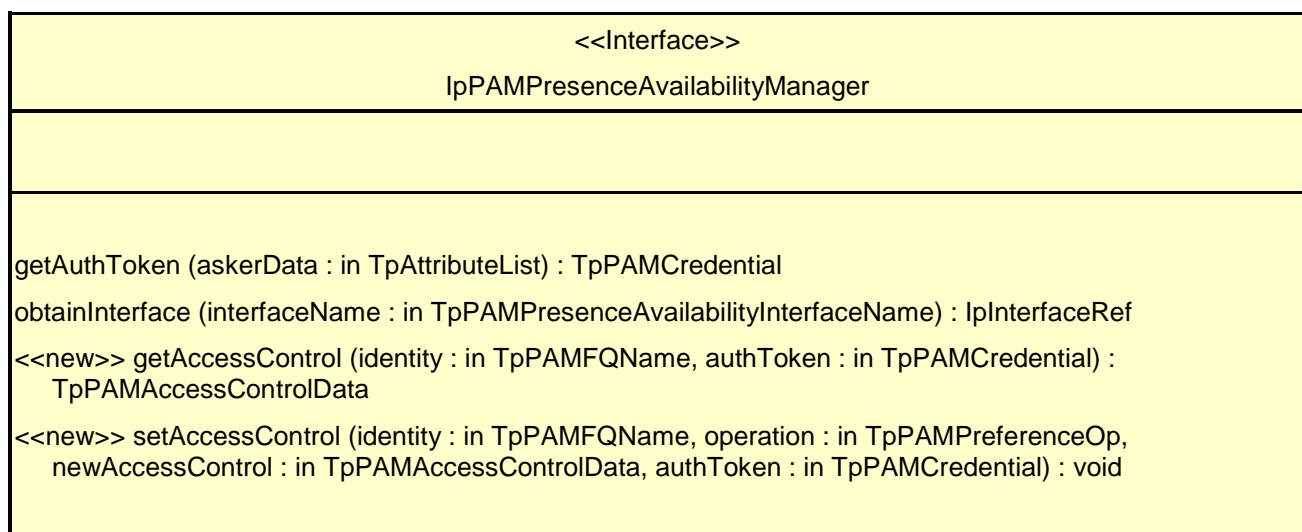 <<Interface>>
IpPAMPresenceAvailabilityManager
getAuthToken (askerData : in TpAttributeList) : TpPAMCredential
obtainInterface (interfaceName : in TpPAMPresenceAvailabilityInterfaceName) : IpInterfaceRef
<<new>> getAccessControl (identity : in TpPAMFQName, authToken : in TpPAMCredential) :
TpPAMAccessControlData
<<new>> setAccessControl (identity : in TpPAMFQName, operation : in TpPAMPreferenceOp,
newAccessControl : in TpPAMAccessControlData, authToken : in TpPAMCredential) : void